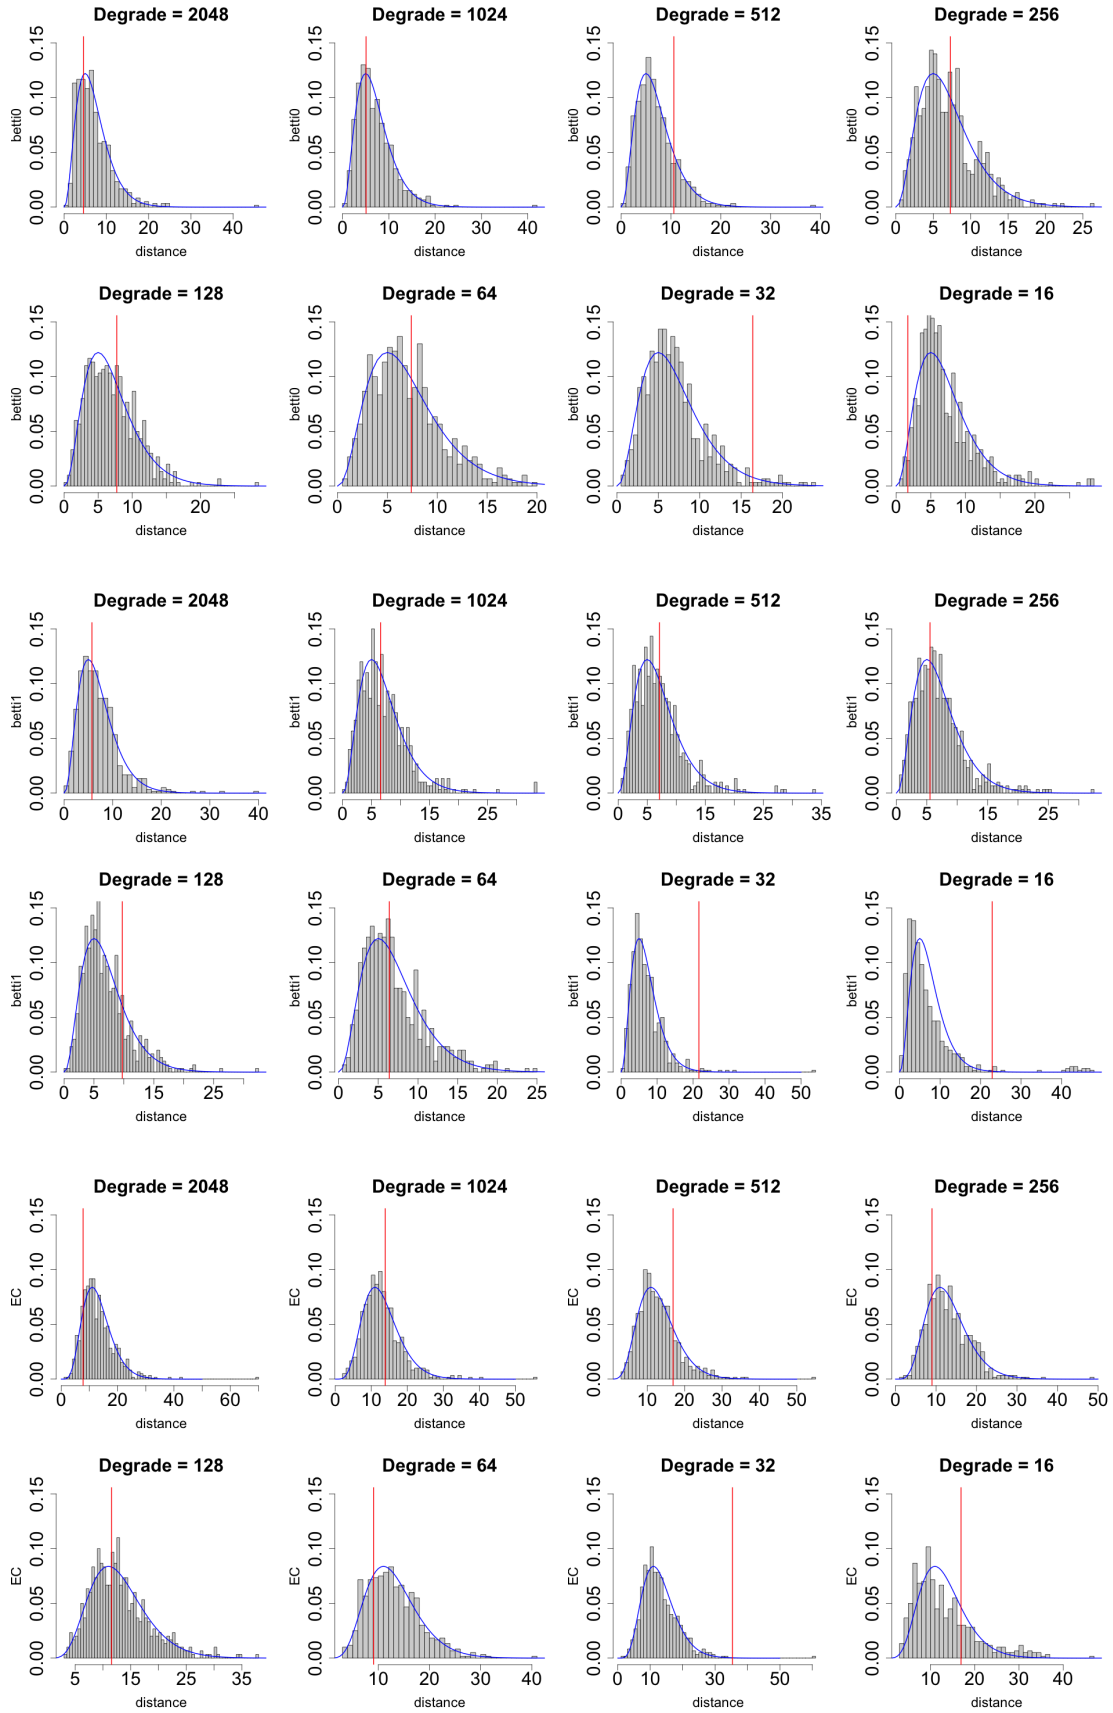 Degrade = 2048 Degrade = 1024 Degrade = 512 Degrade = 256
betti0 0.00 0.05 0.10 0.15 betti0 0.00 0.05 0.10 0.15 betti0 0.00 0.05 0.10 0.15 betti0 0.00 0.05 0.10 0.15
0 10 20 30 40 0 10 20 30 40 0 10 20 30 40 0 5 10 15 20 25
distance distance distance distance
Degrade = 128 Degrade = 64 Degrade = 32 Degrade = 16
betti0 0.00 0.05 0.10 0.15 betti0 0.00 0.05 0.10 0.15 betti0 0.00 0.05 0.10 0.15 betti0 0.00 0.05 0.10 0.15
0 5 10 20 0 5 10 15 20 0 5 10 20 0 5 10 20
distance distance distance distance
Degrade = 2048 Degrade = 1024 Degrade = 512 Degrade = 256
betti1 0.00 0.05 0.10 0.15 betti1 0.00 0.05 0.10 0.15 betti1 0.00 0.05 0.10 0.15 betti1 0.00 0.05 0.10 0.15
0 10 20 30 40 0 5 15 25 0 5 15 25 35 0 5 15 25
distance distance distance distance
Degrade = 128 Degrade = 64 Degrade = 32 Degrade = 16
betti1 0.00 0.05 0.10 0.15 betti1 0.00 0.05 0.10 0.15 betti1 0.00 0.05 0.10 0.15 betti1 0.00 0.05 0.10 0.15
0 5 15 25 0 5 10 15 20 25 0 10 20 30 40 50 0 10 20 40
distance distance distance distance
Degrade = 2048 Degrade = 1024 Degrade = 512 Degrade = 256
EC 0.00 0.05 0.10 0.15 EC 0.00 0.05 0.10 0.15 EC 0.00 0.05 0.10 0.15 EC 0.00 0.05 0.10 0.15
0 20 40 60 0 10 20 30 40 50 10 20 30 40 50 0 10 20 30 40 50
distance distance distance distance
Degrade = 128 Degrade = 64 Degrade = 32 Degrade = 16
EC 0.00 0.05 0.10 0.15 EC 0.00 0.05 0.10 0.15 EC 0.00 0.05 0.10 0.15 EC 0.00 0.05 0.10 0.15
5 15 25 35 10 20 30 40 0 10 20 40 60 10 20 30 40
distance distance distance distance